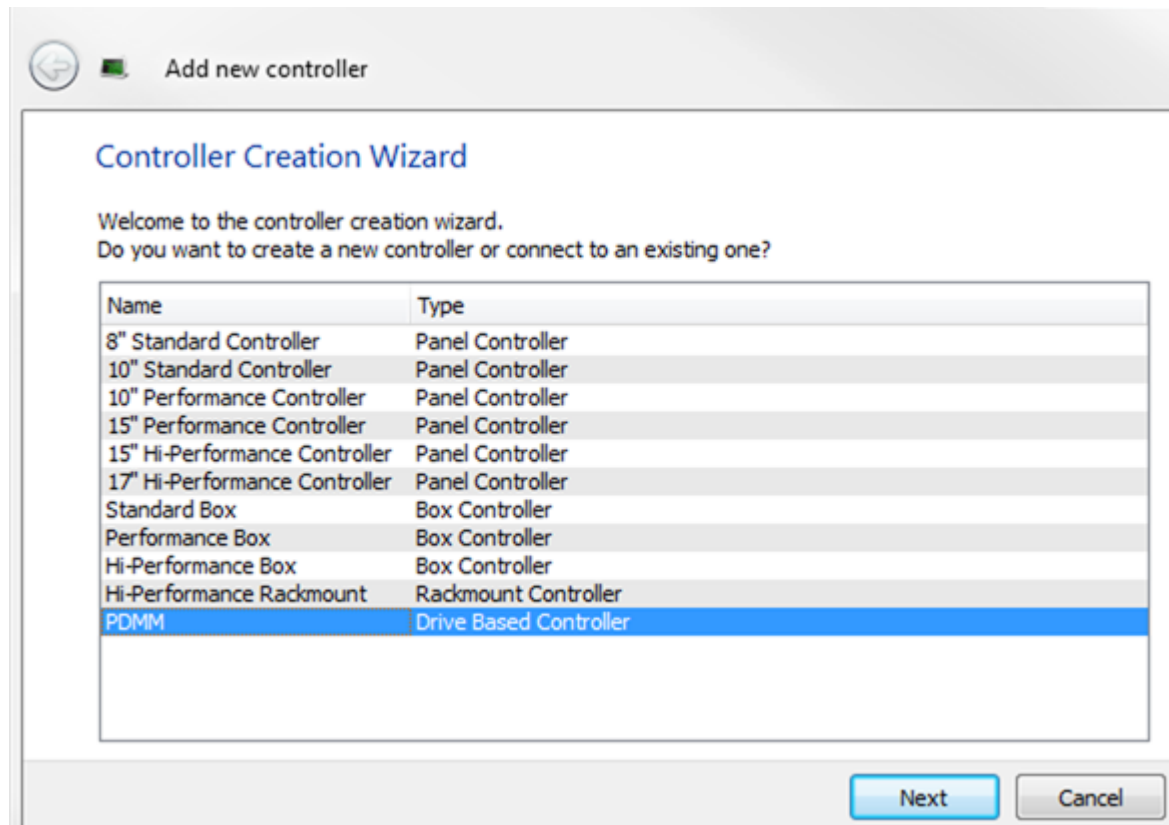 Add new controller
Controller Creation Wizard
Welcome to the controller creation wizard.
Do you want to create a new controller or connect to an existing one?
Name Type
8" Standard Controller Panel Controller
10" Standard Controller Panel Controller
10" Performance Controller Panel Controller
15" Performance Controller Panel Controller
15" Hi-Performance Controller Panel Controller
17" Hi-Performance Controller Panel Controller
Standard Box Box Controller
Performance Box Box Controller
Hi-Performance Box Box Controller
Hi-Performance Rackmount Rackmount Controller
PDMM Drive Based Controller
Next Cancel